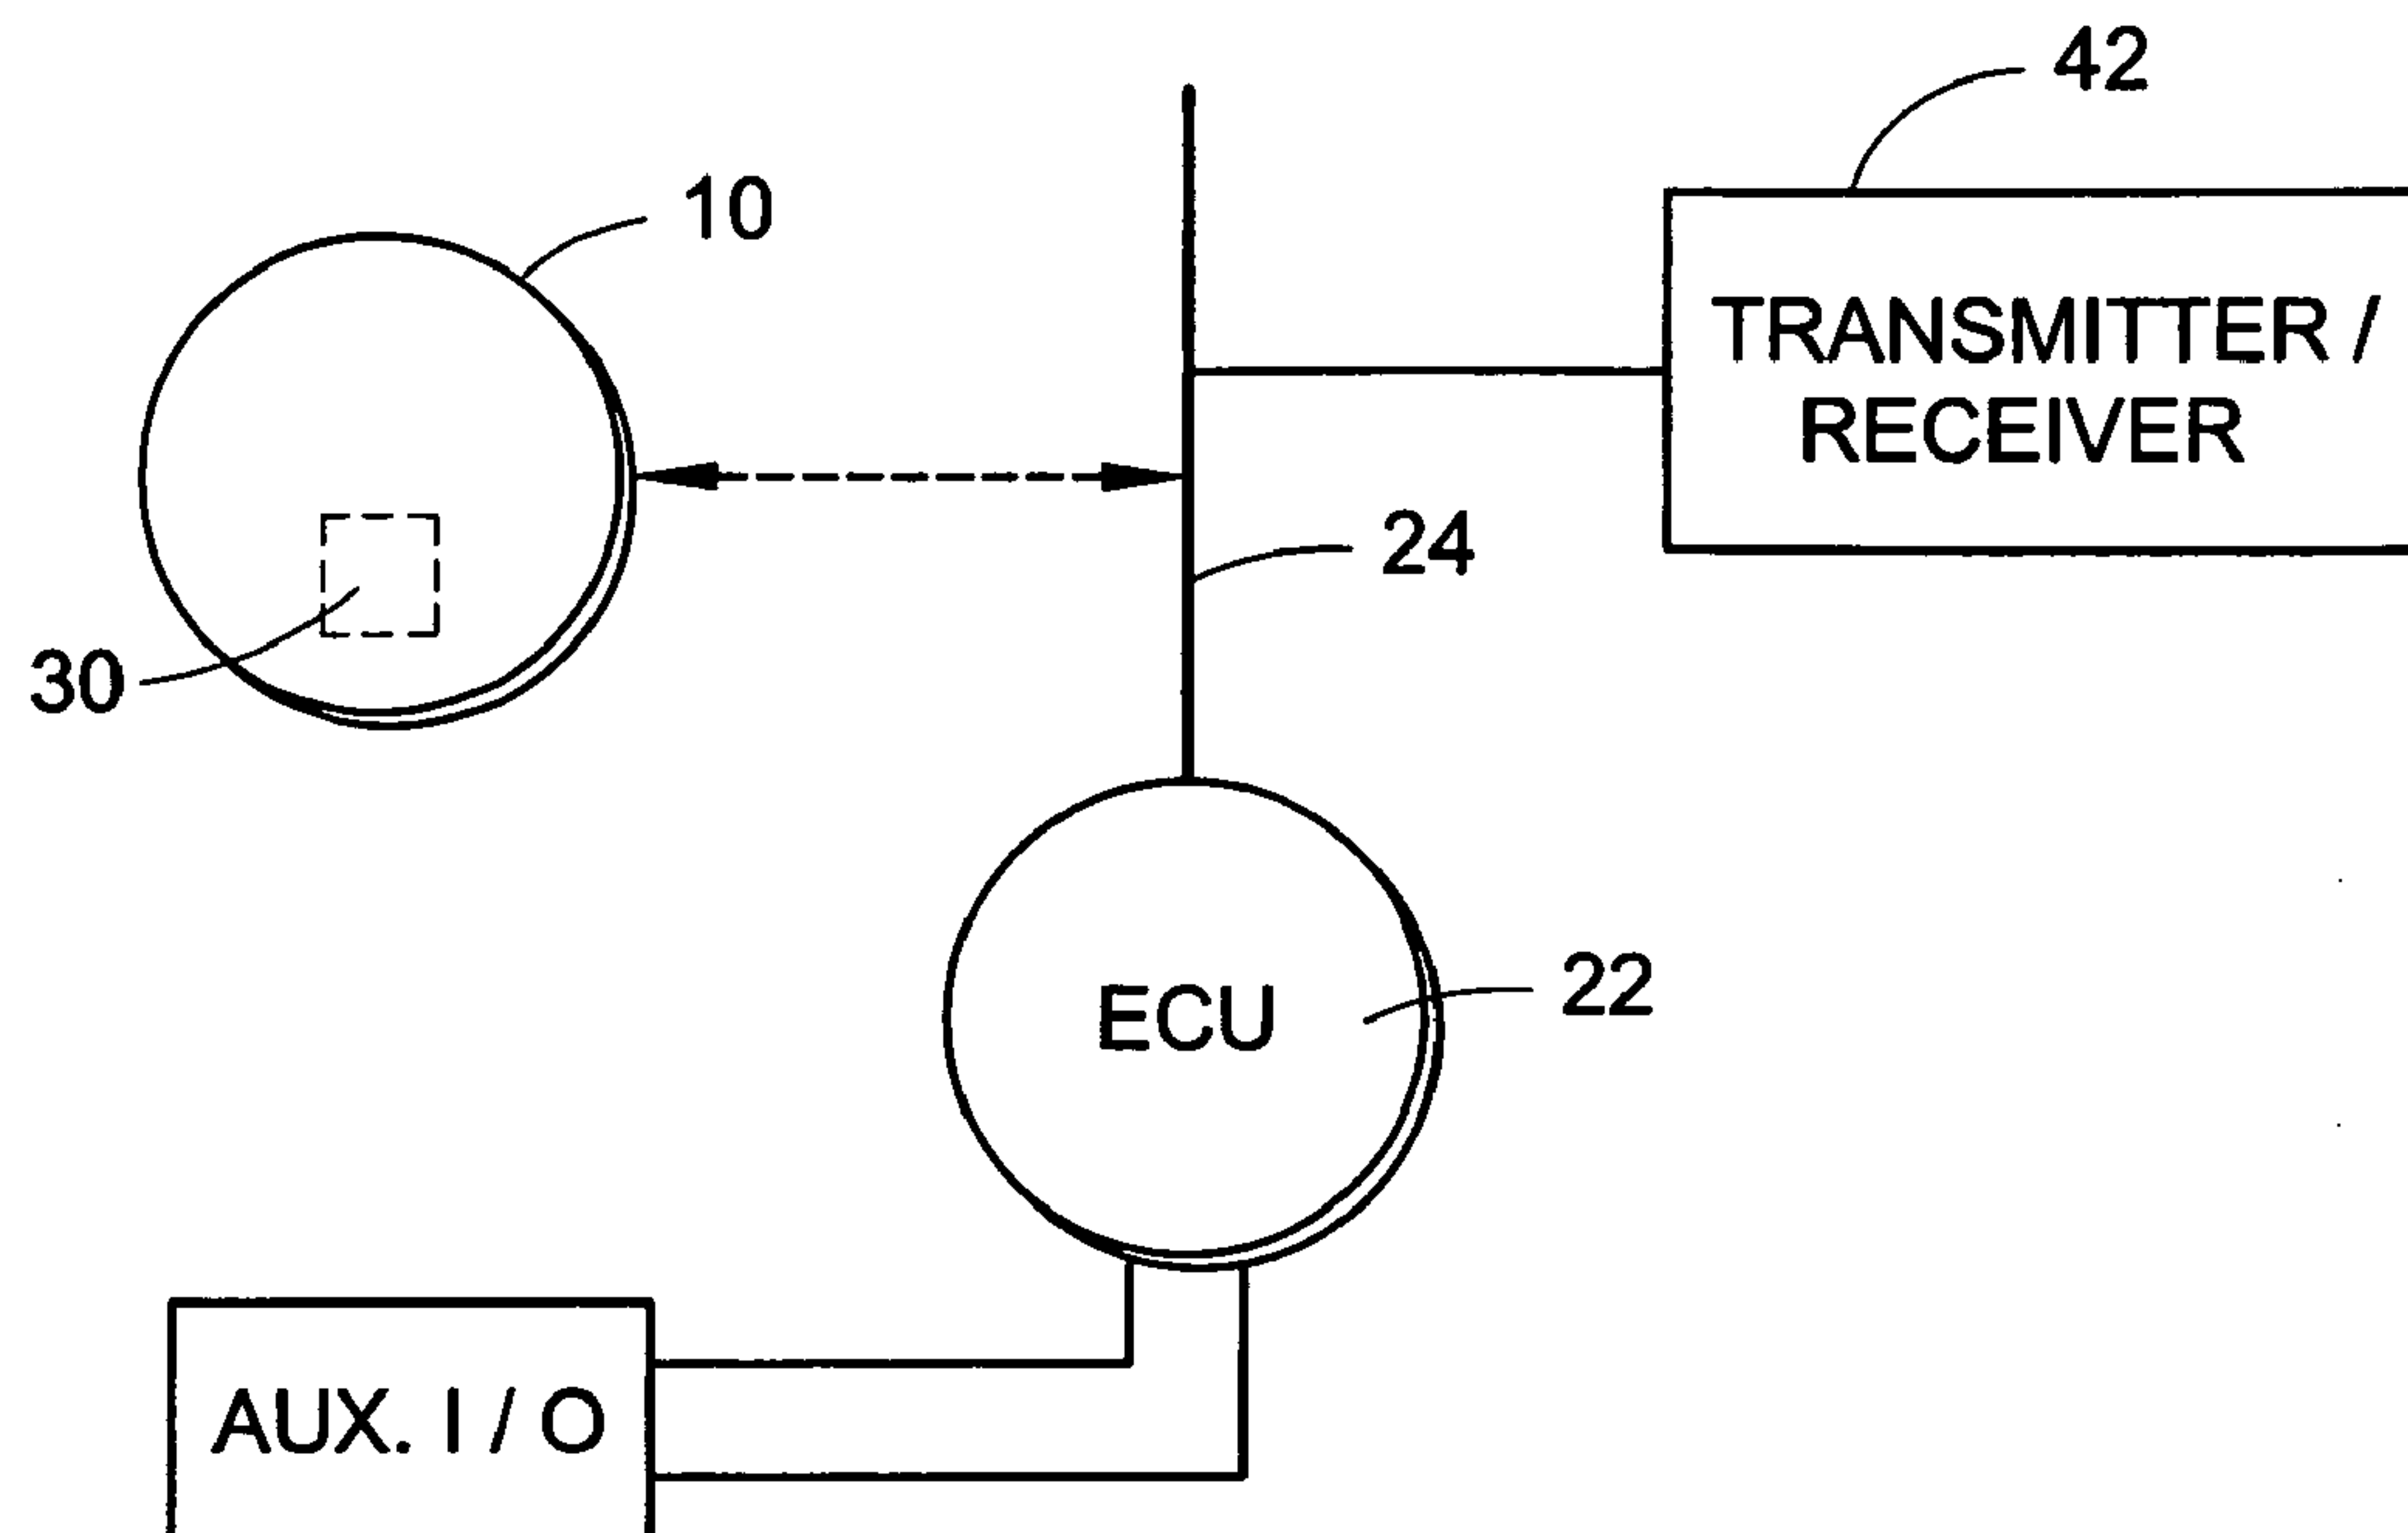 42
10
TRANSMITTER /
RECEIVER
24
30
22
ECU
AUX. I / O